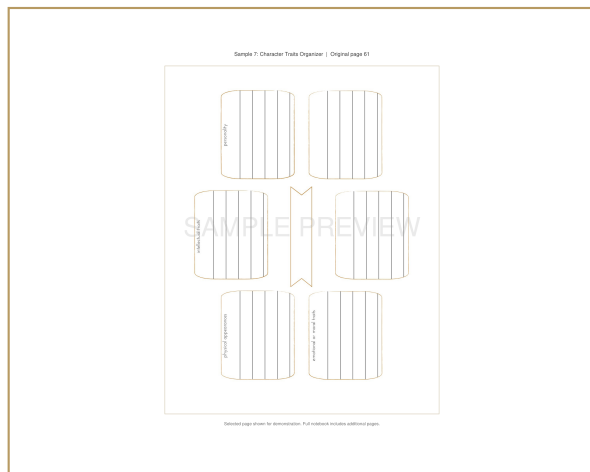 Sample 7: Character Traits Organizer | Original page 61
personality
intellectual traits
SAMPLE PREVIEW
physical appearance
emotional or moral traits
Selected page shown for demonstration. Full notebook includes additional pages.